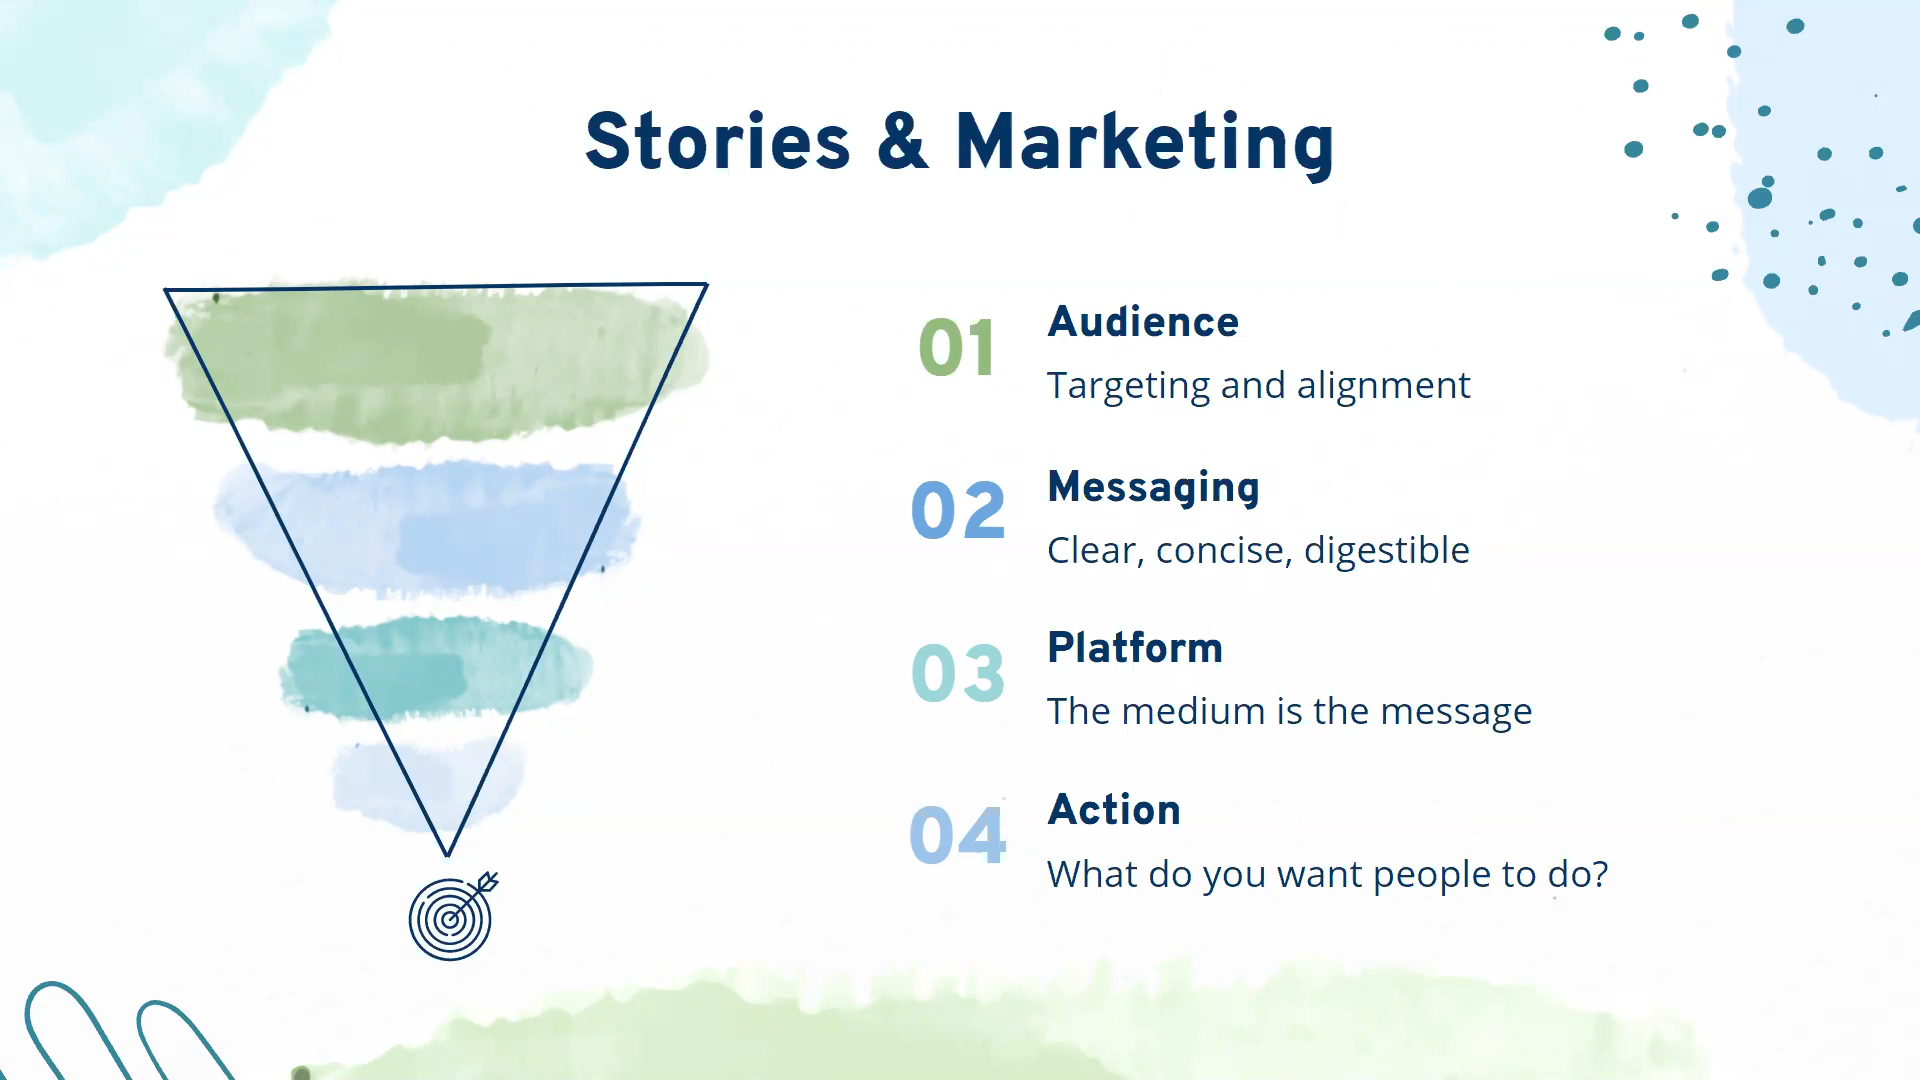 Stories & Marketing
01
Audience
Targeting and alignment
02
Messaging
Clear, concise, digestible
03
Platform
The medium is the message
04
Action
What do you want people to do?